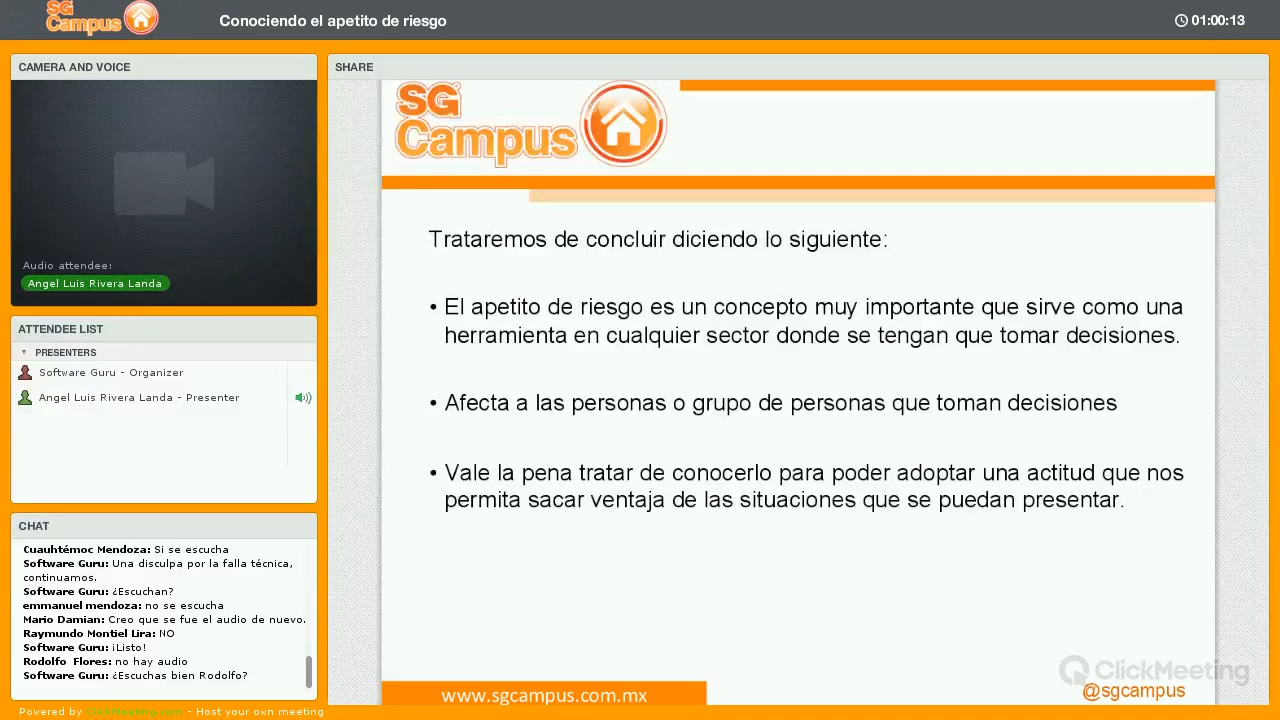 SG
Campus
Conociendo el apetito de riesgo
01:00:13
CAMERA AND VOICE
Audio attendee:
Angel Luis Rivera Landa
ATTENDEE LIST
PRESENTERS
Software Guru - Organizer
Angel Luis Rivera Landa - Presenter
CHAT
Cuauhtémoc Mendoza: Si se escucha
Software Guru: Una disculpa por la falla técnica,
continuamos.
Software Guru: ¿Escuchan?
emmanuel mendoza: no se escucha
Mario Damian: Creo que se fue el audio de nuevo.
Raymundo Montiel Lira: NO
Software Guru: ¡Listo!
Rodolfo Flores: no hay audio
Software Guru: ¿Escuchas bien Rodolfo?
Powered by ClickMeeting.com - Host your own meeting
SHARE
SG
Campus
Trataremos de concluir diciendo lo siguiente:
• El apetito de riesgo es un concepto muy importante que sirve como una
herramienta en cualquier sector donde se tengan que tomar decisiones.
• Afecta a las personas o grupo de personas que toman decisiones
• Vale la pena tratar de conocerlo para poder adoptar una actitud que nos
permita sacar ventaja de las situaciones que se puedan presentar.
ClickMeeting
www.sgcampus.com.mx
@sgcampus